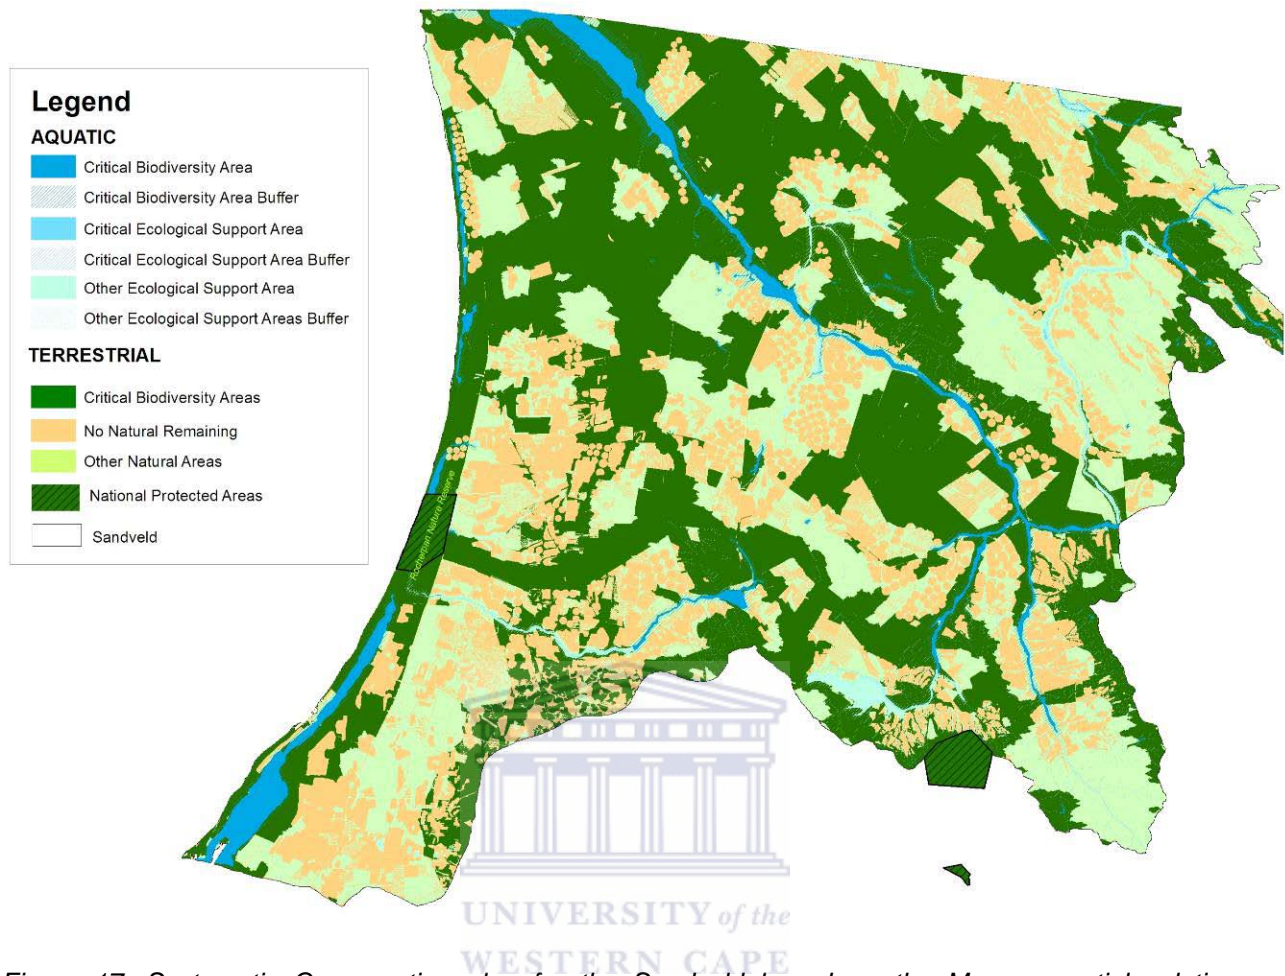 Legend
AQUATIC
Critical Biodiversity Area
Critical Biodiversity Area Buffer
Critical Ecological Support Area
Critical Ecological Support Area Buffer
Other Ecological Support Area
Other Ecological Support Areas Buffer
TERRESTRIAL
Critical Biodiversity Areas
No Natural Remaining
Other Natural Areas
National Protected Areas
Sandveld
Rocherpan Nature Reserve
UNIVERSITY of the
WESTERN CAPE